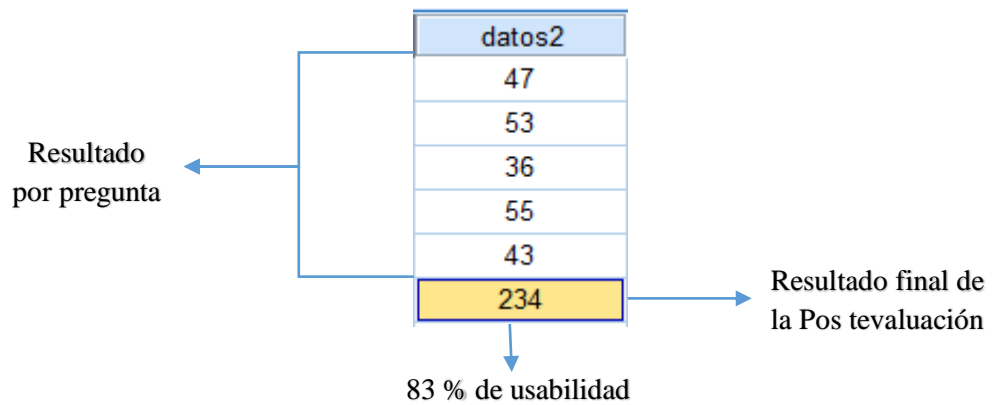 datos2
47
53
36
55
43
234
Resultado
por pregunta
Resultado final de
la Pos tevaluación
83 % de usabilidad